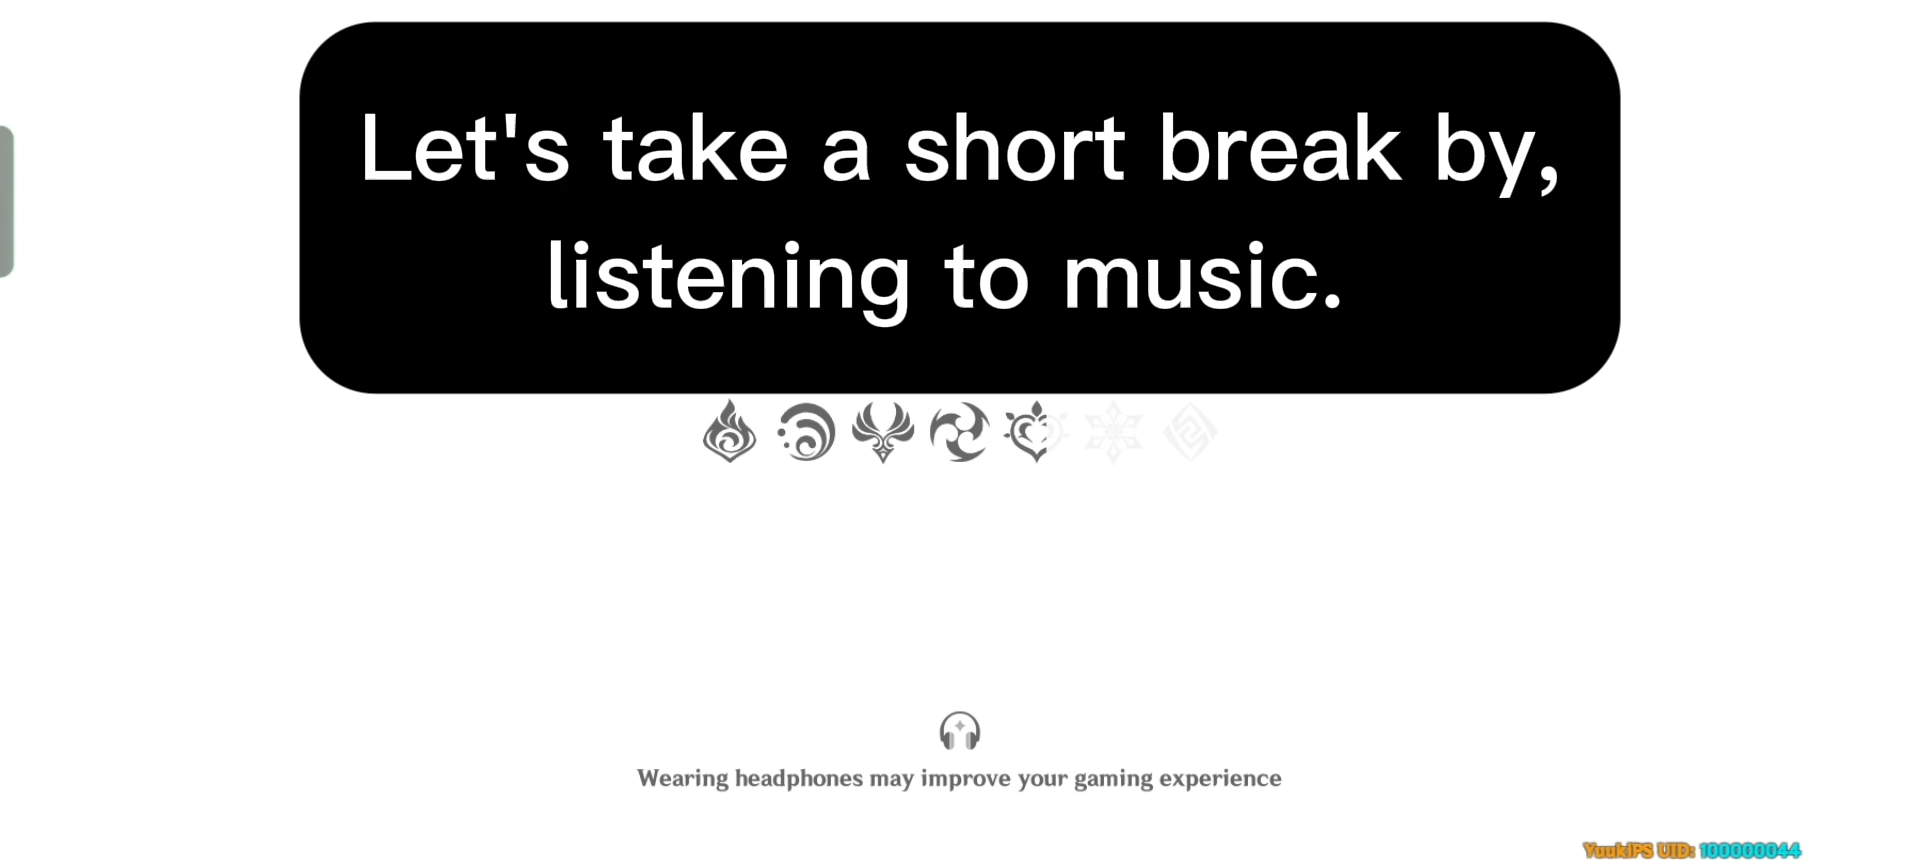 Let's take a short break by,
listening to music.
Wearing headphones may improve your gaming experience
YuukiPS UID: 100000044